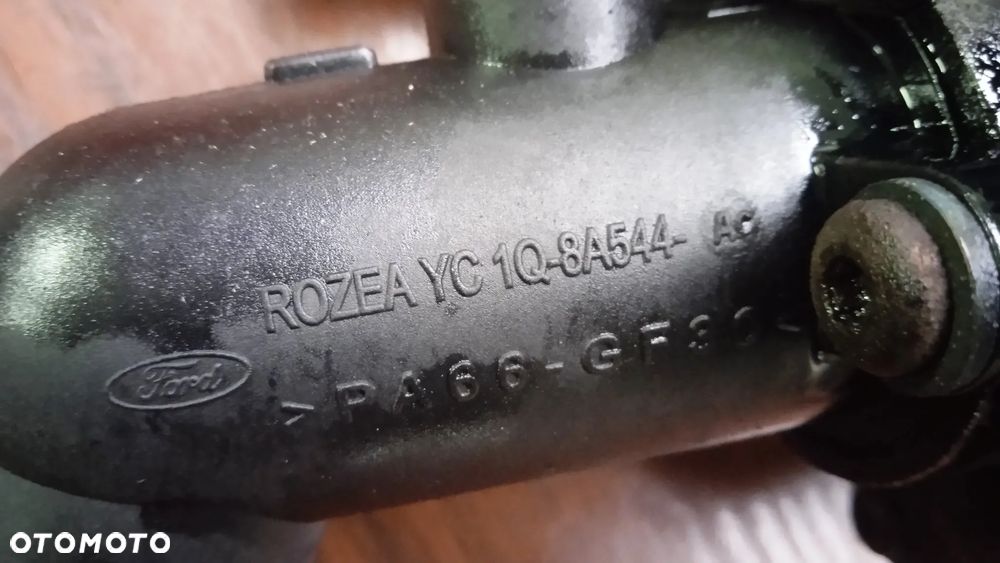 ROZEA YC 1Q-8A544- AC
Ford
>PA66-GF30<
OTOMOTO